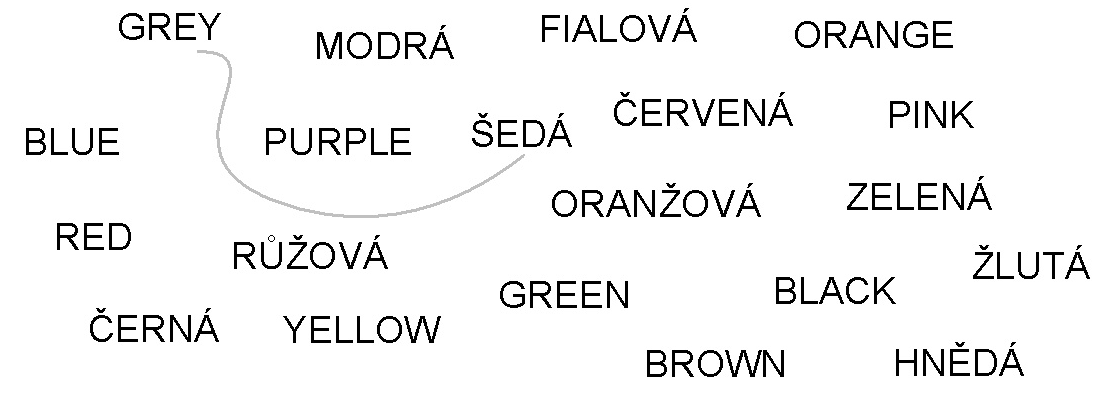 GREY
MODRÁ
FIALOVÁ
ORANGE
BLUE
PURPLE
ŠEDÁ
ČERVENÁ
PINK
RED
RŮŽOVÁ
ORANŽOVÁ
ZELENÁ
ŽLUTÁ
ČERNÁ
YELLOW
GREEN
BLACK
BROWN
HNĚDÁ